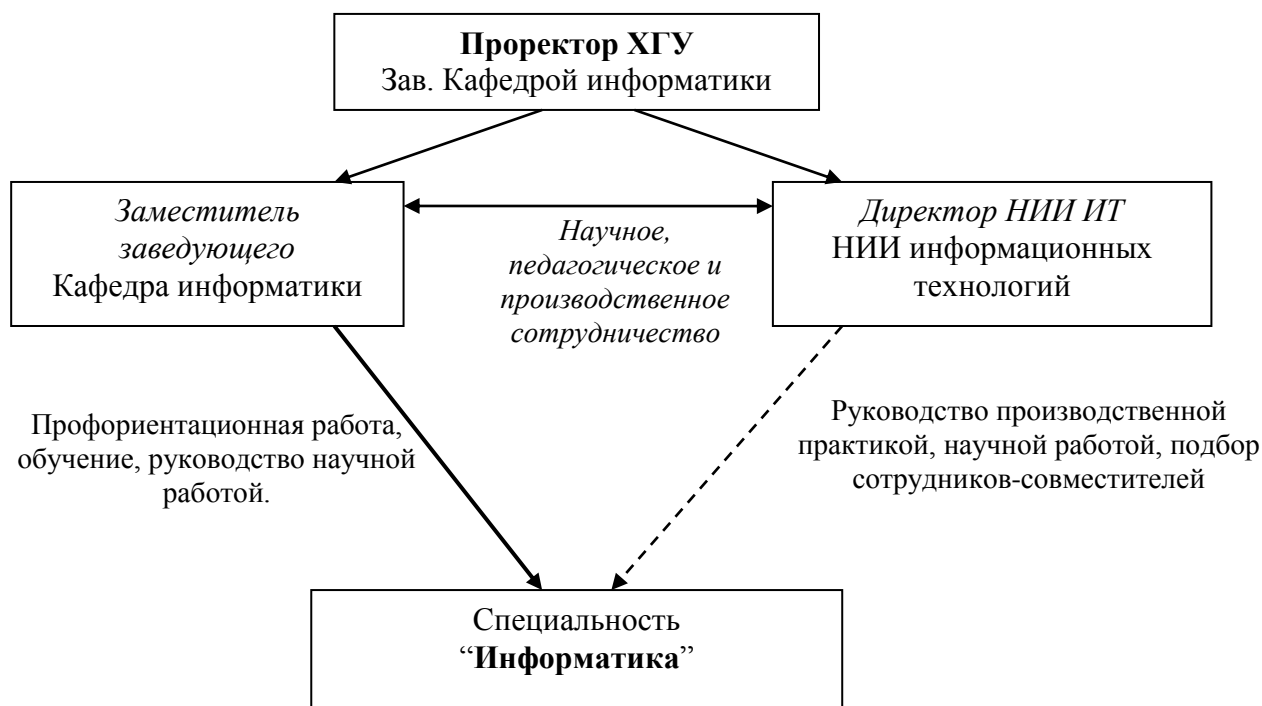 Проректор ХГУ
Зав. Кафедрой информатики
Заместитель
заведующего
Кафедра информатики
Научное,
педагогическое и
производственное
сотрудничество
Директор НИИ ИТ
НИИ информационных
технологий
Профориентационная работа,
обучение, руководство научной
работой.
Руководство производственной
практикой, научной работой, подбор
сотрудников-совместителей
Специальность
“Информатика”